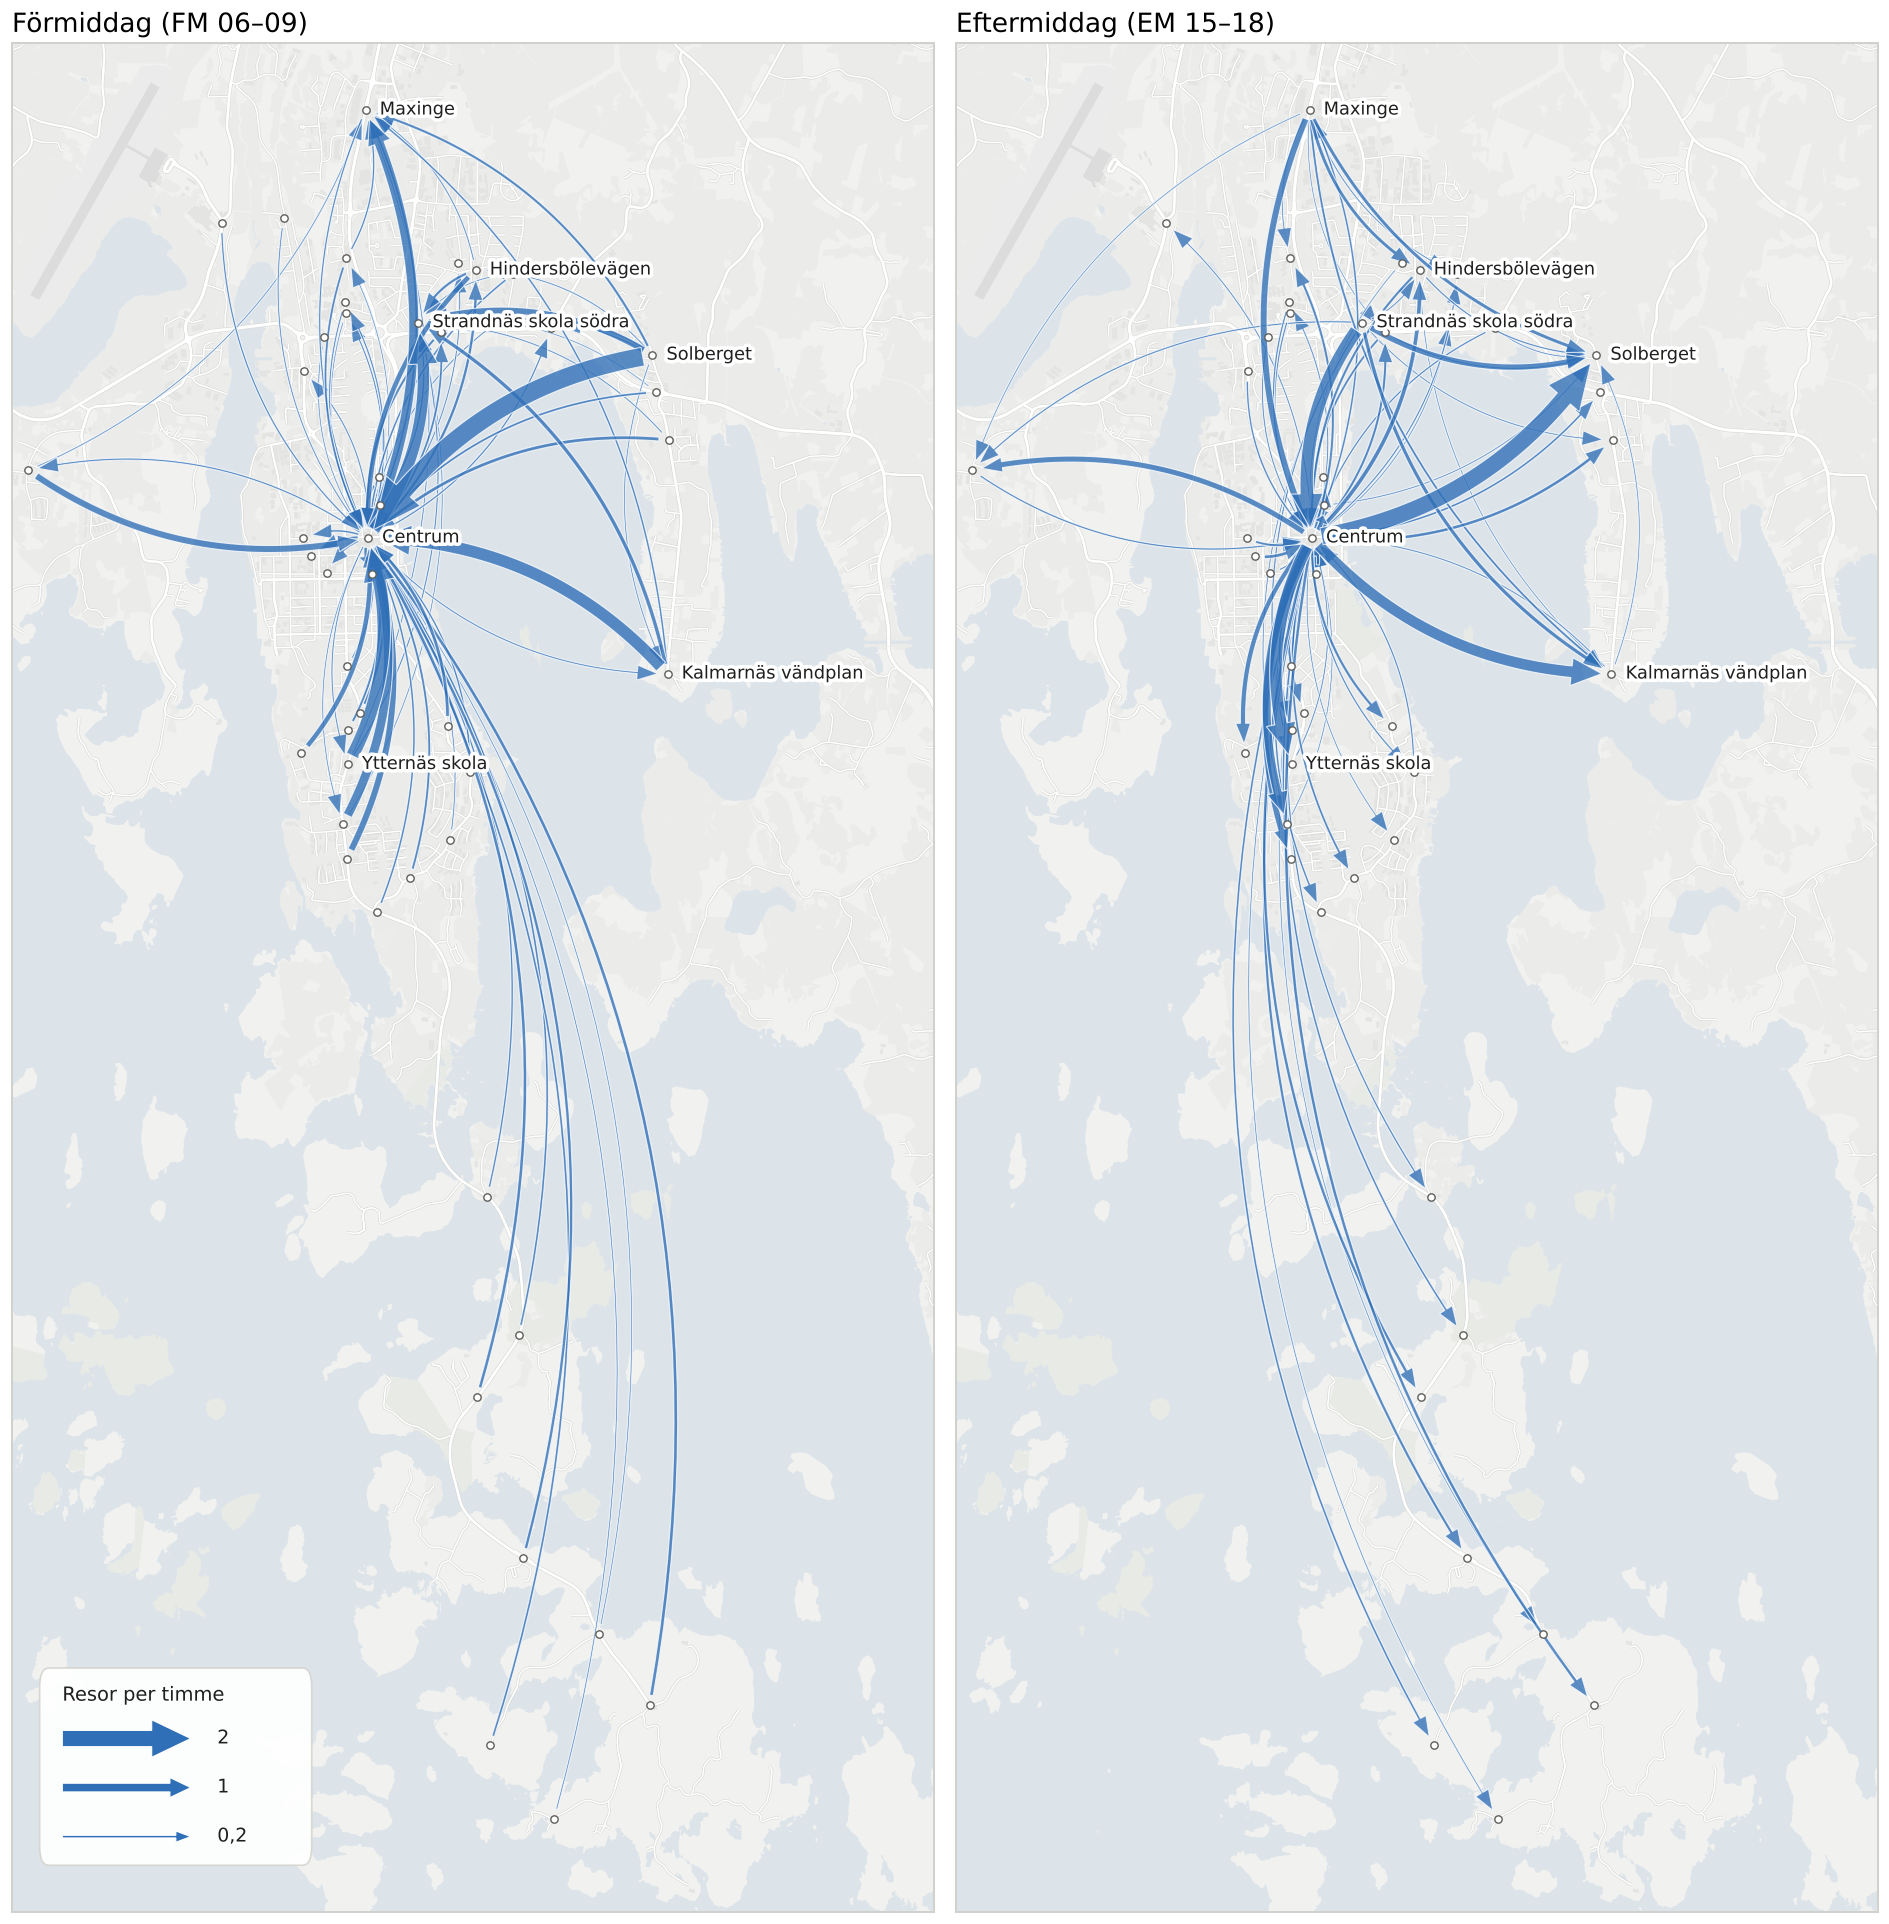 Förmiddag (FM 06–09)
Maxinge
Hindersbölevägen
Strandnäs skola södra
Solberget
Centrum
Kalmarnäs vändplan
Ytternäs skola
Resor per timme
2
1
0,2
Eftermiddag (EM 15–18)
Maxinge
Hindersbölevägen
Strandnäs skola södra
Solberget
Centrum
Kalmarnäs vändplan
Ytternäs skola